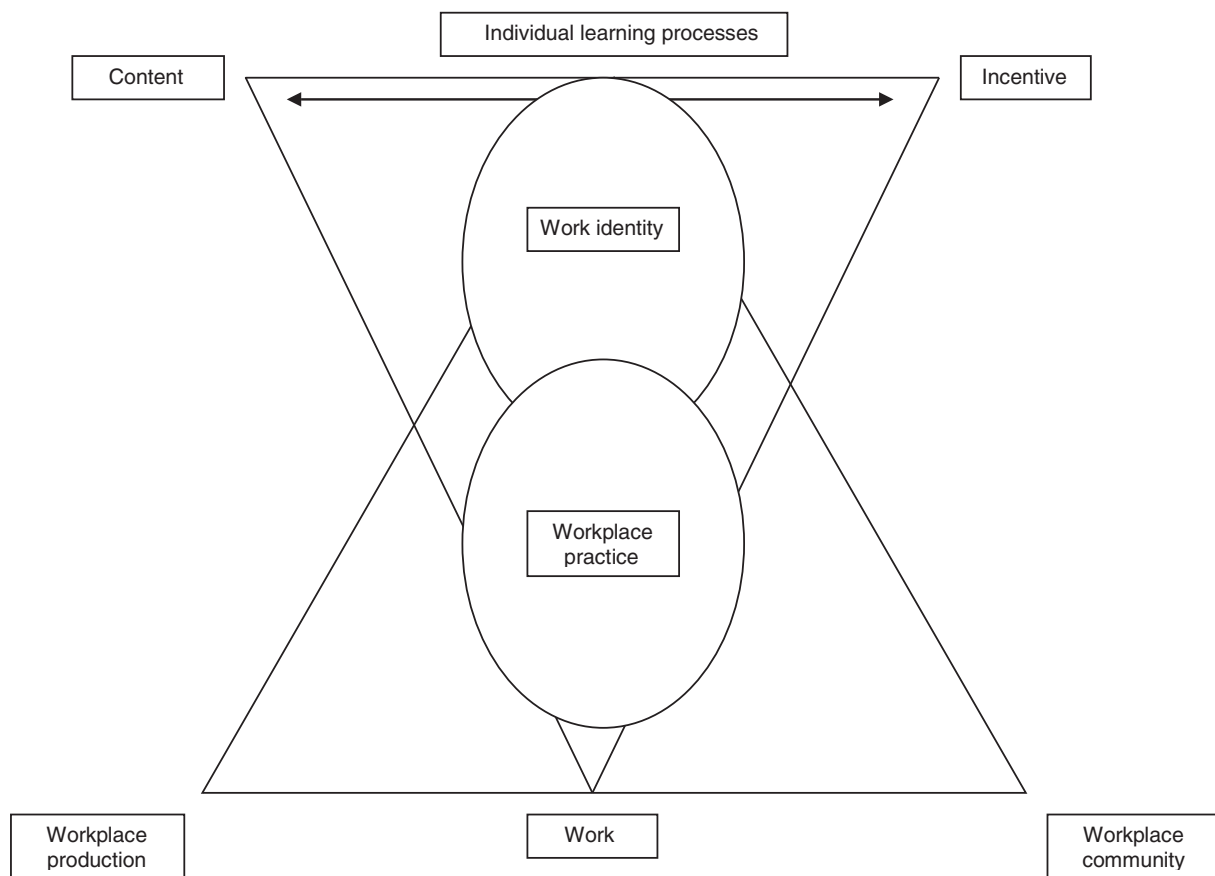 Individual learning processes
Content
Incentive
Work identity
Workplace
practice
Workplace
production
Work
Workplace
community